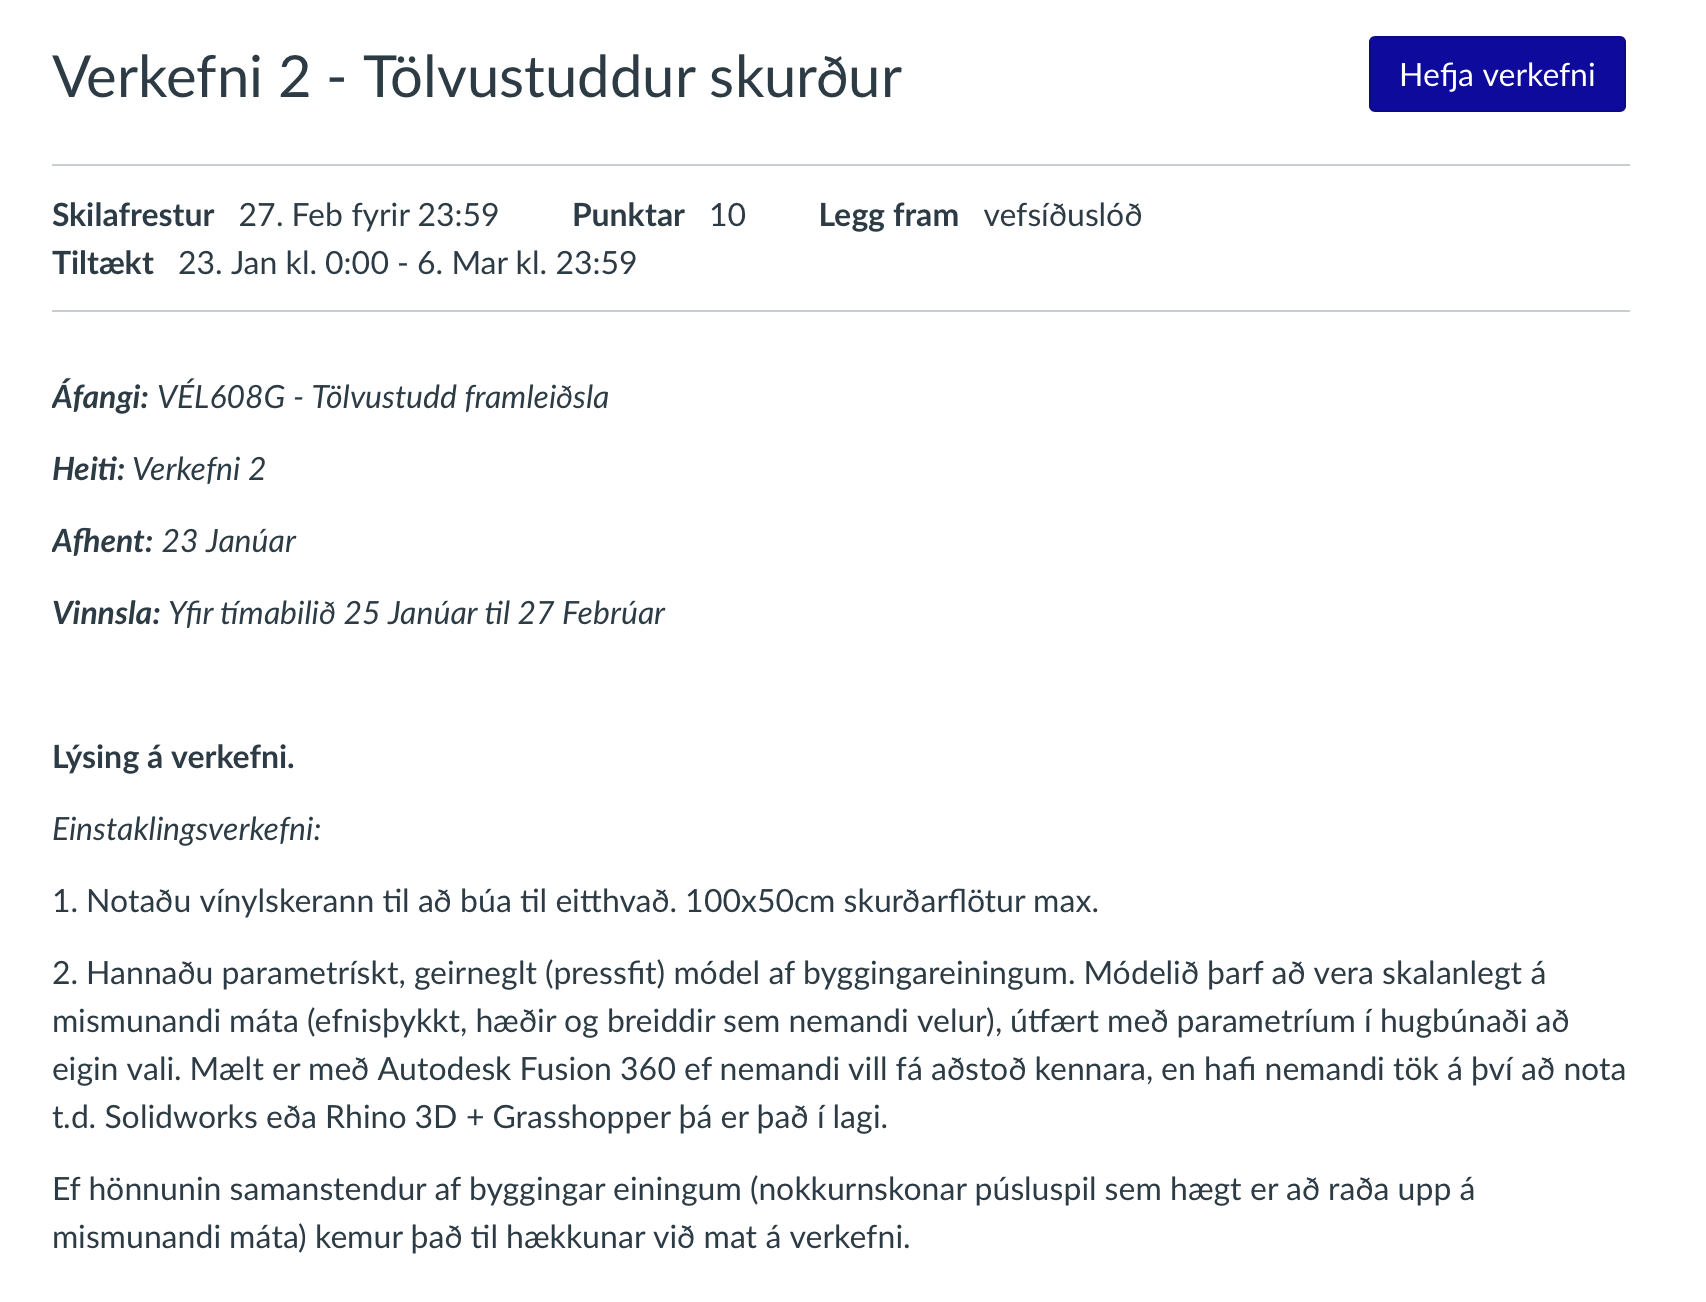 Verkefni 2 - Tölvustuddur skurður
Hefja verkefni
Skilafrestur 27. Feb fyrir 23:59 Punktar 10 Legg fram vefsíðuslóð
Tiltækt 23. Jan kl. 0:00 - 6. Mar kl. 23:59
Áfangi: VÉL608G - Tölvustudd framleiðsla
Heiti: Verkefni 2
Afhent: 23 Janúar
Vinnsla: Yfir tímabilið 25 Janúar til 27 Febrúar
Lýsing á verkefni.
Einstaklingsverkefni:
1. Notaðu vínylskerann til að búa til eitthvað. 100x50cm skurðarflötur max.
2. Hannaðu parametrískt, geirneglt (pressfit) módel af byggingareiningum. Módelið þarf að vera skalanlegt á
mismunandi máta (efnisþykkt, hæðir og breiddir sem nemandi velur), útfært með parametríum í hugbúnaði að
eigin vali. Mælt er með Autodesk Fusion 360 ef nemandi vill fá aðstoð kennara, en hafi nemandi tök á því að nota
t.d. Solidworks eða Rhino 3D + Grasshopper þá er það í lagi.
Ef hönnunin samanstendur af byggingar einingum (nokkurnskonar púsluspil sem hægt er að raða upp á
mismunandi máta) kemur það til hækkunar við mat á verkefni.